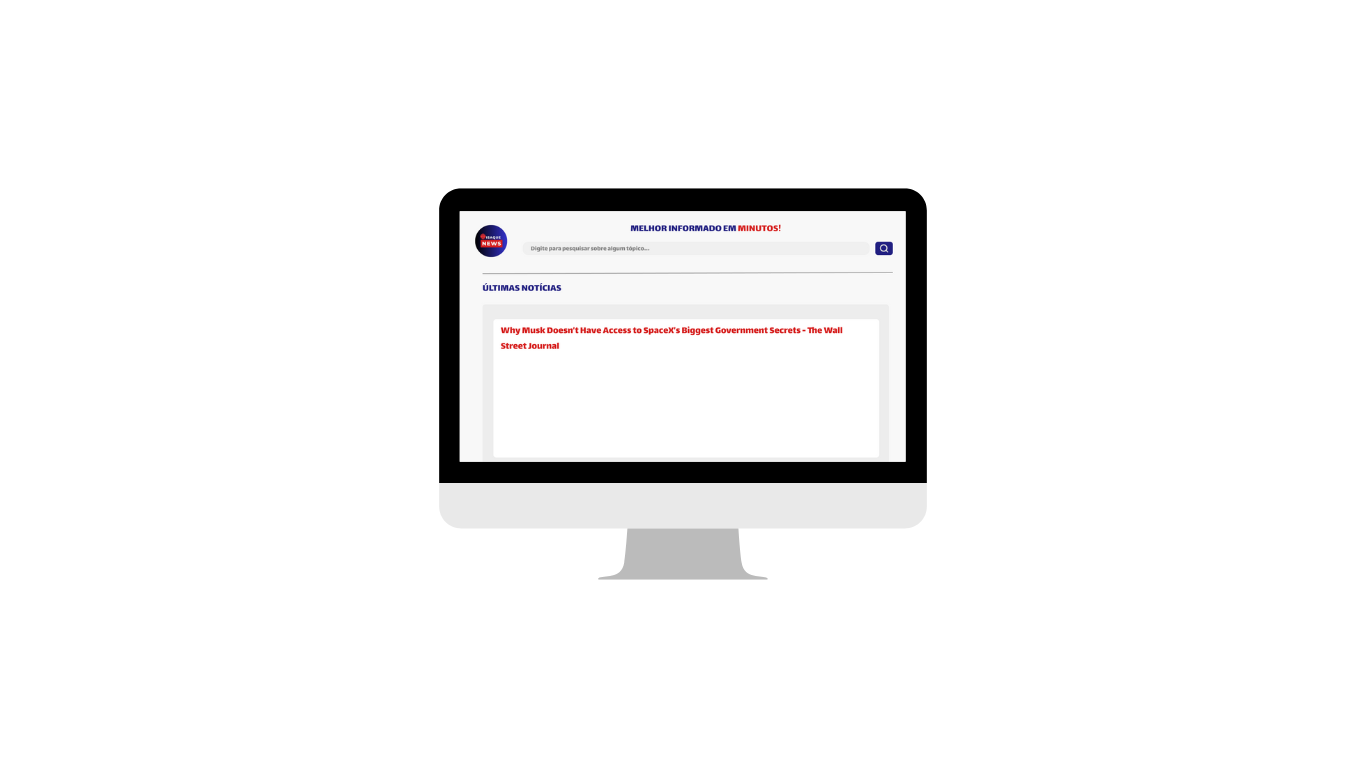 MELHOR INFORMADO EM MINUTOS!
NEWS
Digite para pesquisar sobre algum tópico...
ÚLTIMAS NOTÍCIAS
Why Musk Doesn't Have Access to SpaceX's Biggest Government Secrets - The Wall
Street Journal